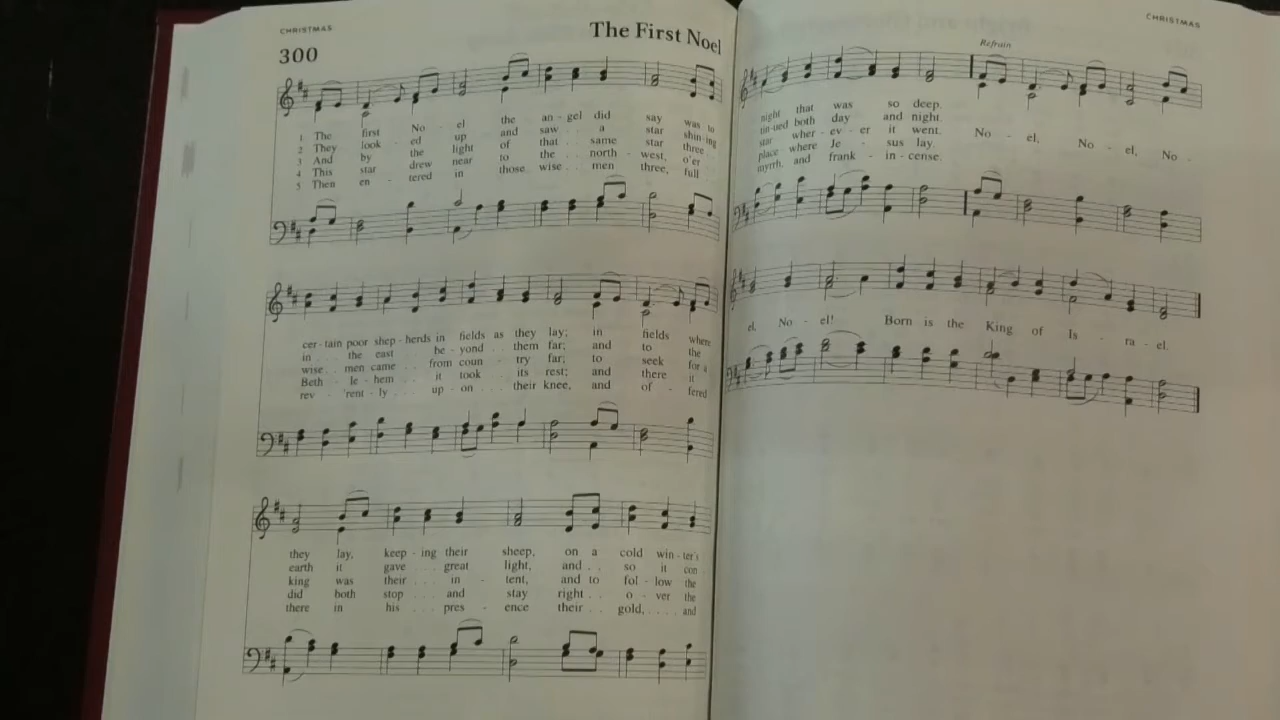 CHRISTMAS
300
The First Noel
1 The first No - el the an - gel did say was to
2 They look - ed up and saw . . a star shin - ing
3 And by the light of that . . same star three
4 This star drew near to the . . north - west, o'er
5 Then en - tered in those wise . . men three, full
cer - tain poor shep - herds in fields as they lay; in fields where
in . . . the east be - yond . . them far; and to the
wise . . men came . . from coun - try far; to seek for a
Beth - le - hem . . it took . . its rest; and there it
rev - 'rent - ly . . . up - on . . . their knee, and of - fered
they lay, keep - ing their sheep, on a cold win - ter's
earth it gave . . great light, and . . so it con -
king was their . . in - tent, and to fol - low the
did both stop . . and stay right . . o - ver the
there in his . . pres - ence their . . gold, . . . . and
CHRISTMAS
Refrain
night that was so deep.
tin - ued both day and night.
star wher - ev - er it went. No - el, No - el, No -
place where Je - sus lay.
myrrh, and frank - in - cense.
el, No - el! Born is the King of Is - ra - el.